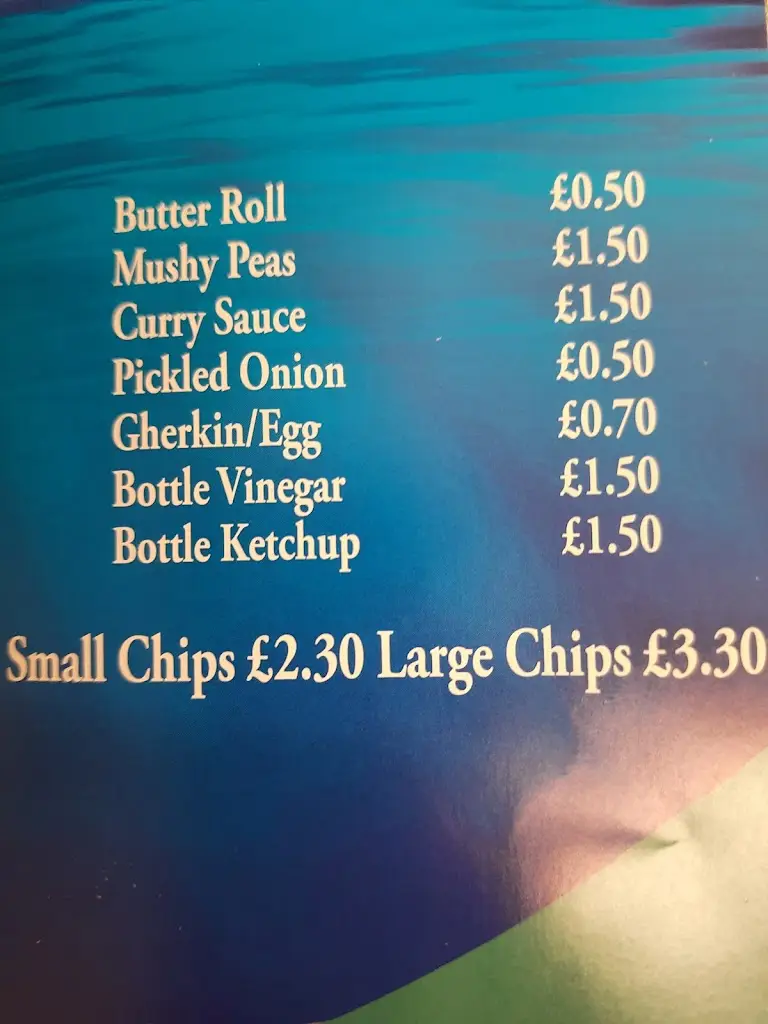 Butter Roll £0.50
Mushy Peas £1.50
Curry Sauce £1.50
Pickled Onion £0.50
Gherkin/Egg £0.70
Bottle Vinegar £1.50
Bottle Ketchup £1.50
Small Chips £2.30 Large Chips £3.30